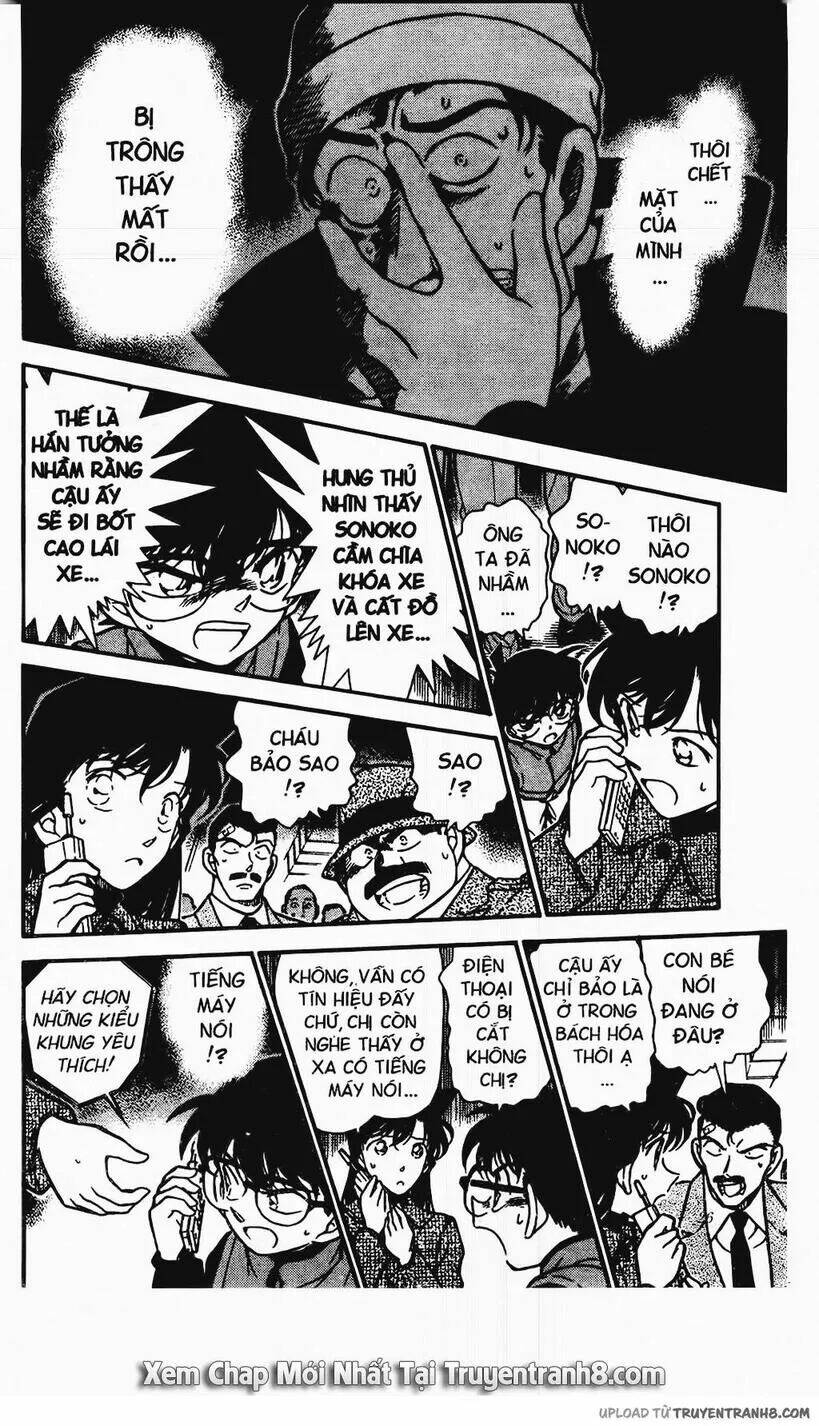 THÔI
CHẾT
...
MẶT
CỦA
MÌNH
...
BỊ
TRÔNG
THẤY
MẤT
RỒI...
THÔI
NÀO
SONOKO
!?
SO-
NOKO
!?
ÔNG
TA ĐÃ
NHẦM
...
HUNG THỦ
NHÌN THẤY
SONOKO
CẦM CHÌA
KHÓA XE
VÀ CẤT ĐỒ
LÊN XE...
THẾ LÀ
HẮN TƯỞNG
NHẦM RẰNG
CẬU ẤY
SẼ ĐI BỐT
CAO LÁI
XE...
SAO
!?
CHÁU
BẢO SAO
!?
CON BÉ
NÓI
ĐANG Ở
ĐÂU?
CẬU ẤY
CHỈ BẢO LÀ
Ở TRONG
BÁCH HÓA
THÔI Ạ
...
ĐIỆN
THOẠI
CÓ BỊ
CẮT
KHÔNG
CHỊ?
KHÔNG, VẪN CÓ
TÍN HIỆU ĐẤY
CHỨ, CHỊ CÒN
NGHE THẤY Ở
XA CÓ TIẾNG
MÁY NÓI...
TIẾNG
MÁY
NÓI
!?
HÃY CHỌN
NHỮNG KIỂU
KHUNG YÊU
THÍCH!
Xem Chap Mới Nhất Tại Truyentranh8.com
UPLOAD TỪ TRUYENTRANH8.COM